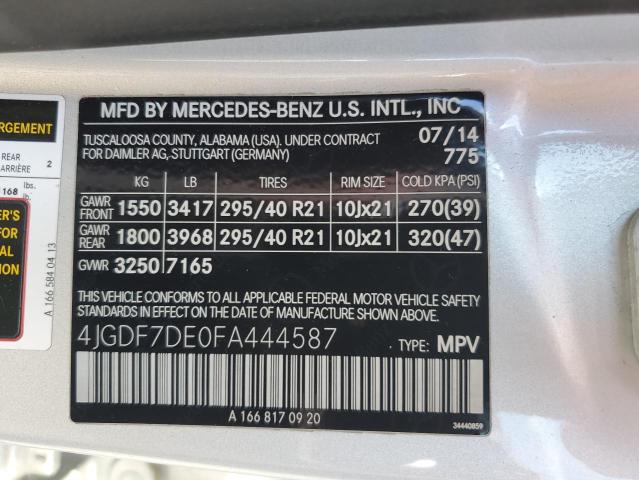 MFD BY MERCEDES-BENZ U.S. INTL., INC
TUSCALOOSA COUNTY, ALABAMA (USA). UNDER CONTRACT 07/14
FOR DAIMLER AG, STUTTGART (GERMANY) 775
KG LB TIRES RIM SIZE COLD KPA (PSI)
GAWR FRONT 1550 3417 295/40 R21 10Jx21 270(39)
GAWR REAR 1800 3968 295/40 R21 10Jx21 320(47)
GVWR 3250 7165
THE VEHICLE CONFORMS TO ALL APPLICABLE FEDERAL MOTOR VEHICLE SAFETY
STANDARDS IN EFFECT ON THE DATE OF MANUFACTURE SHOWN ABOVE.
4JGDF7DE0FA444587 TYPE: MPV
A 166 817 09 20
34440859
ARGEMENT
REAR 2
ARRIÈRE
168 lbs.
lb.
ER'S
FOR
AL
ION
A 166 584 04 13